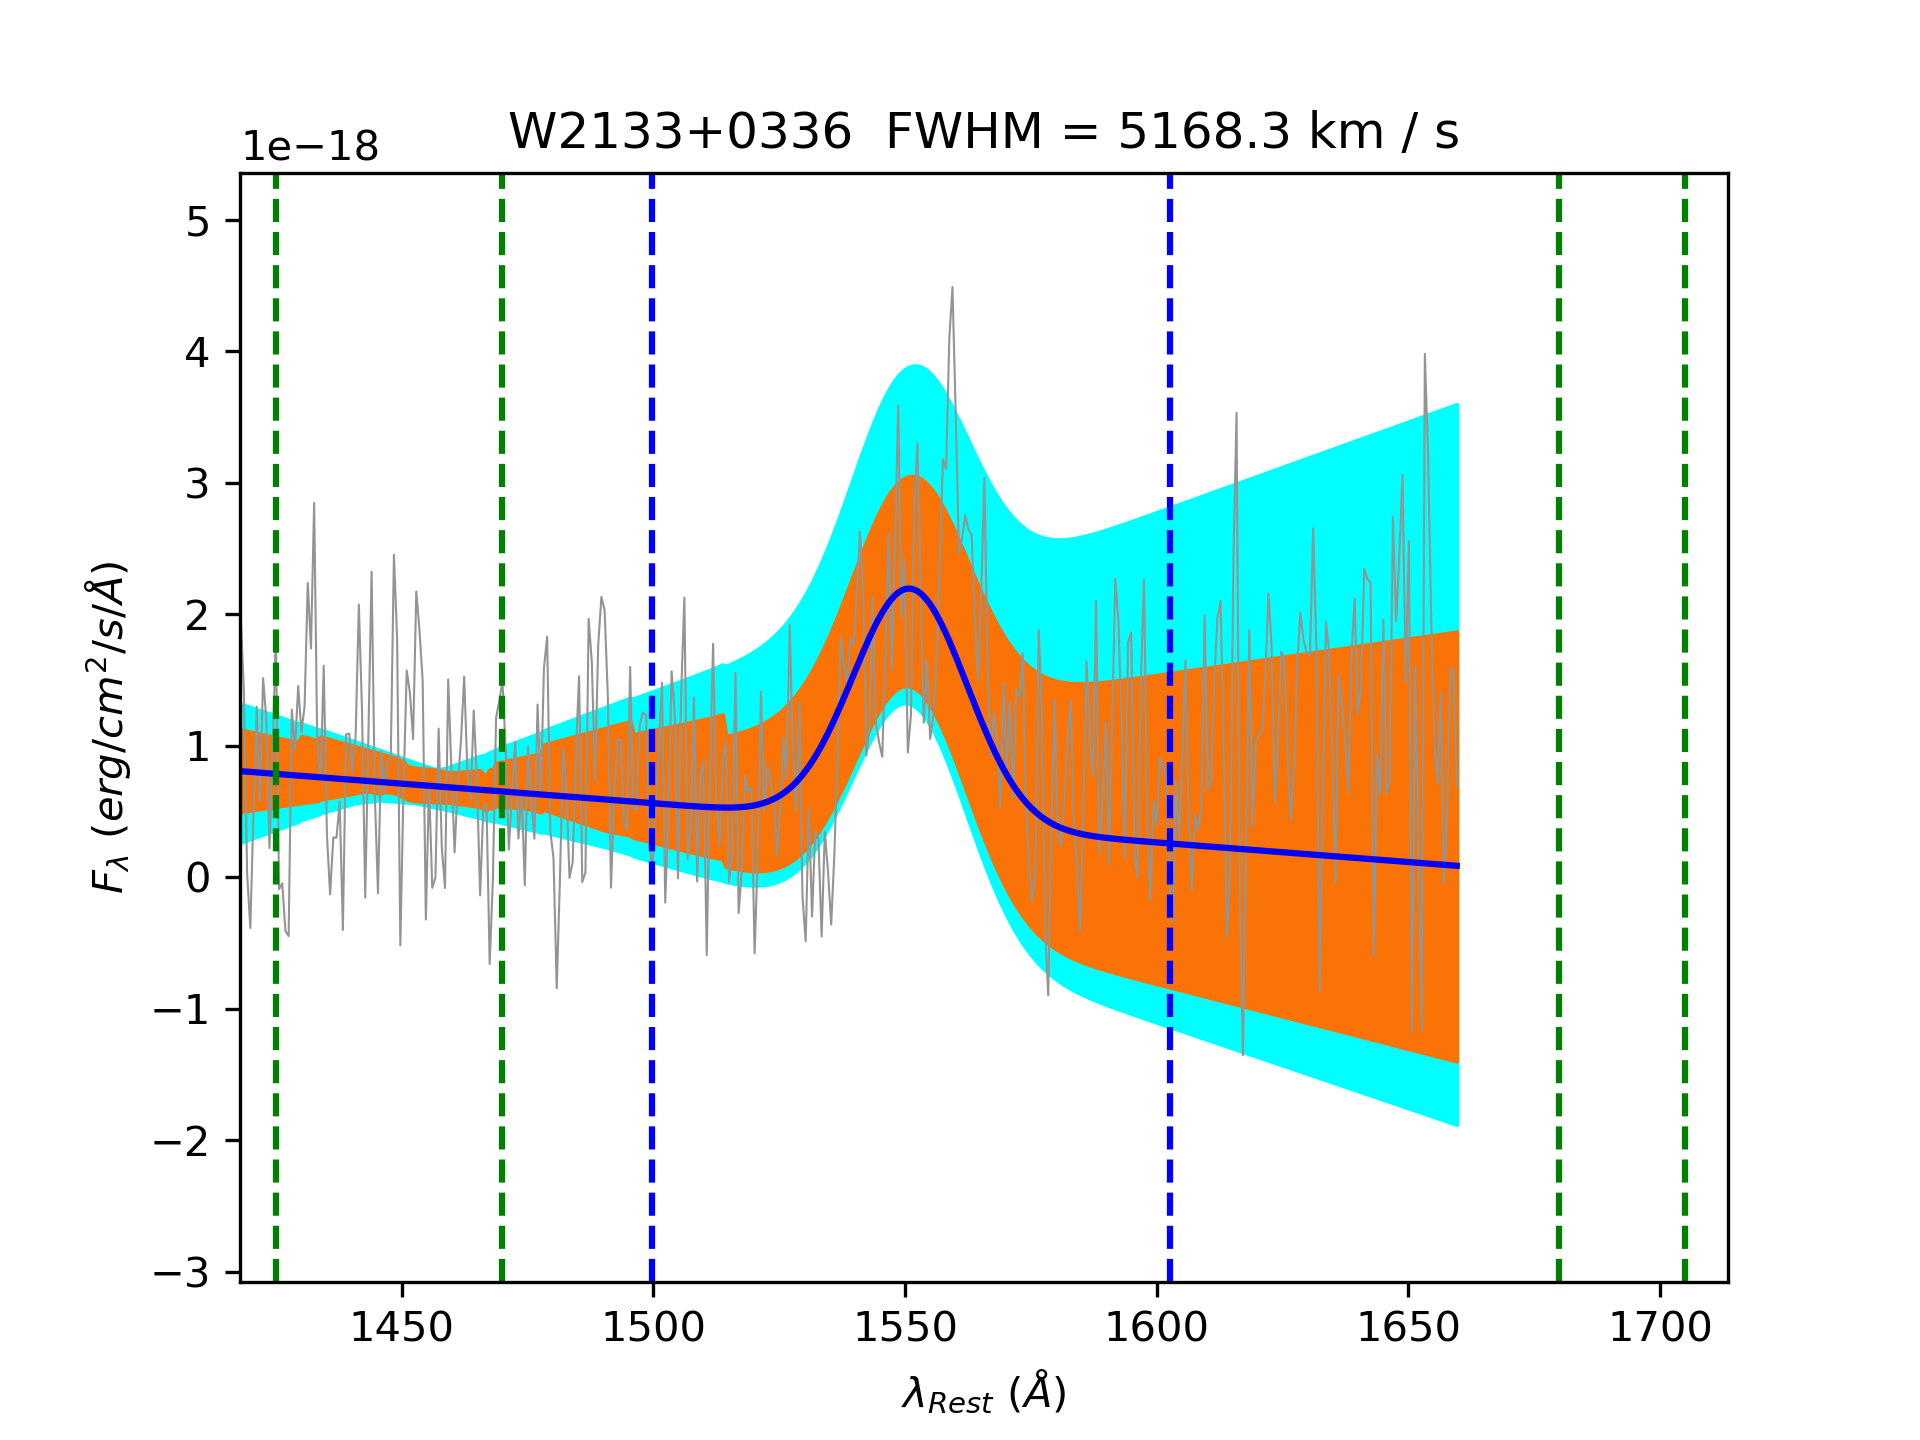 W2133+0336  FWHM = 5168.3 km / s
1e−18
5
4
3
2
1
0
−1
−2
−3
F_λ (erg/cm²/s/Å)
1450 1500 1550 1600 1650 1700
λ_Rest (Å)